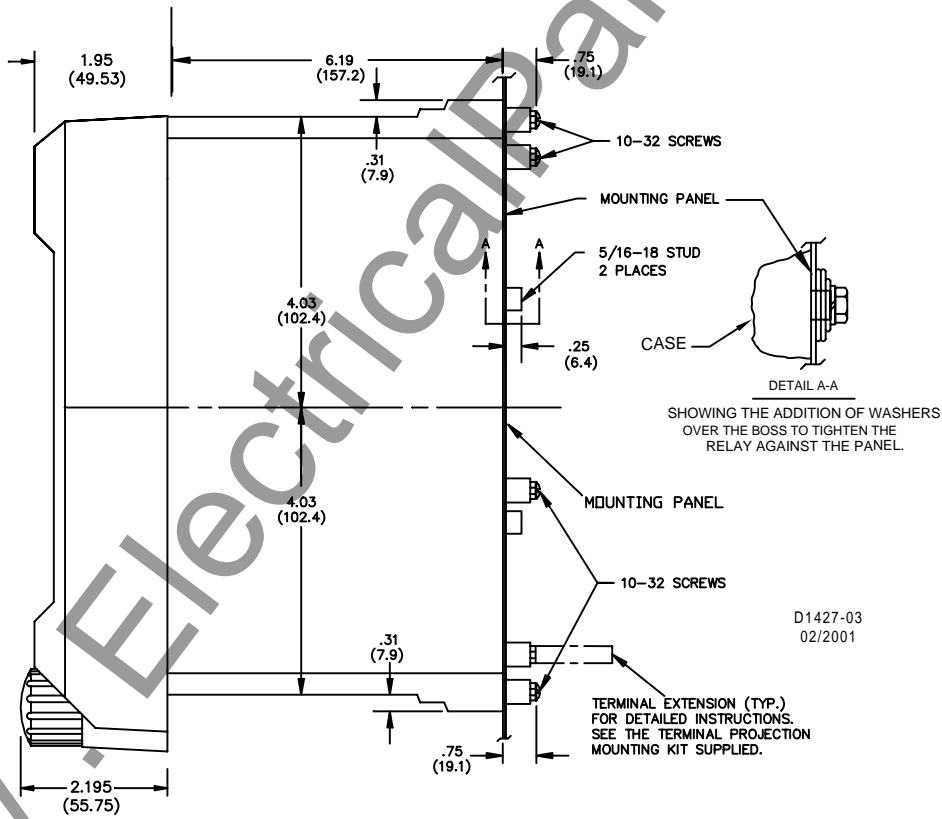 1.95
(49.53)
6.19
(157.2)
.75
(19.1)
10-32 SCREWS
.31
(7.9)
MOUNTING PANEL
A
A
5/16-18 STUD
2 PLACES
4.03
(102.4)
.25
(6.4)
CASE
DETAIL A-A
SHOWING THE ADDITION OF WASHERS
OVER THE BOSS TO TIGHTEN THE
RELAY AGAINST THE PANEL.
4.03
(102.4)
MOUNTING PANEL
10-32 SCREWS
D1427-03
02/2001
.31
(7.9)
TERMINAL EXTENSION (TYP.)
FOR DETAILED INSTRUCTIONS.
SEE THE TERMINAL PROJECTION
MOUNTING KIT SUPPLIED.
.75
(19.1)
2.195
(55.75)
. ElectricalPa